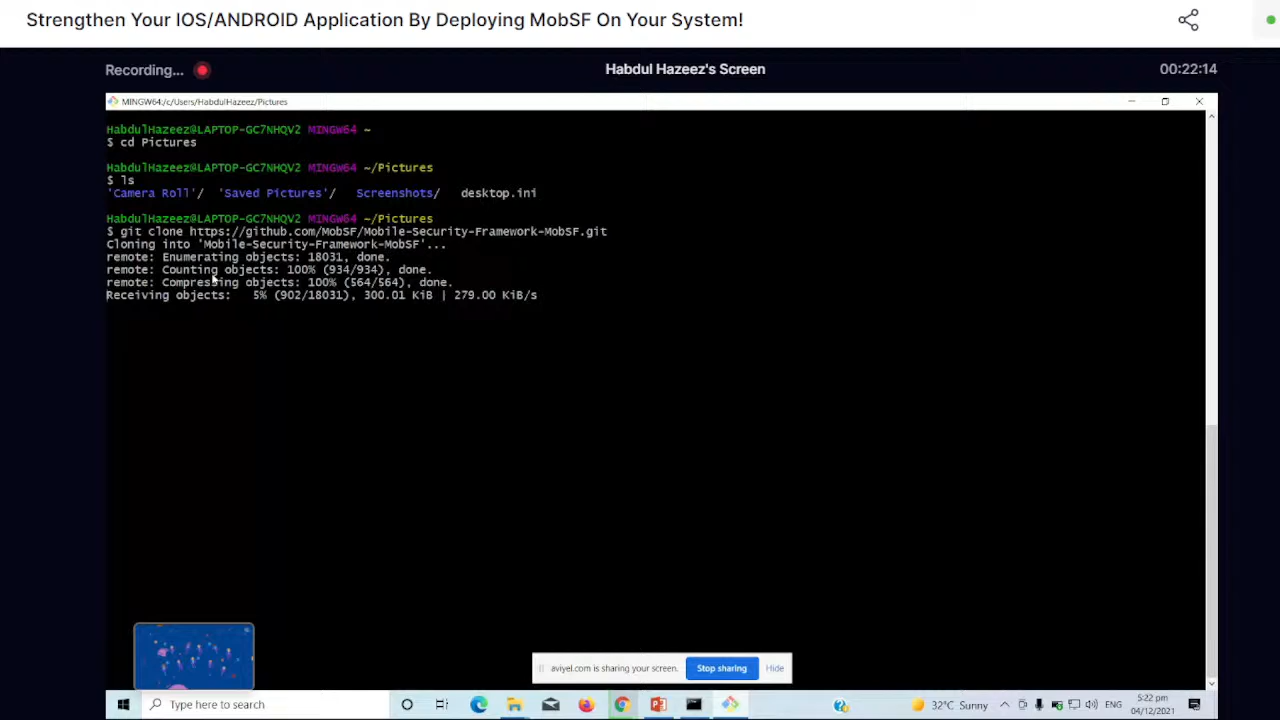 Strengthen Your IOS/ANDROID Application By Deploying MobSF On Your System!
Recording...
Habdul Hazeez's Screen
00:22:14
MINGW64:/c/Users/HabdulHazeez/Pictures
HabdulHazeez@LAPTOP-GC7NHQV2 MINGW64 ~
$ cd Pictures
HabdulHazeez@LAPTOP-GC7NHQV2 MINGW64 ~/Pictures
$ ls
'Camera Roll'/ 'Saved Pictures'/ Screenshots/ desktop.ini
HabdulHazeez@LAPTOP-GC7NHQV2 MINGW64 ~/Pictures
$ git clone https://github.com/MobSF/Mobile-Security-Framework-MobSF.git
Cloning into 'Mobile-Security-Framework-MobSF'...
remote: Enumerating objects: 18031, done.
remote: Counting objects: 100% (934/934), done.
remote: Compressing objects: 100% (564/564), done.
Receiving objects: 5% (902/18031), 300.01 KiB | 279.00 KiB/s
aviyel.com is sharing your screen.
Stop sharing
Hide
Type here to search
32°C Sunny
ENG
5:22 pm
04/12/2021